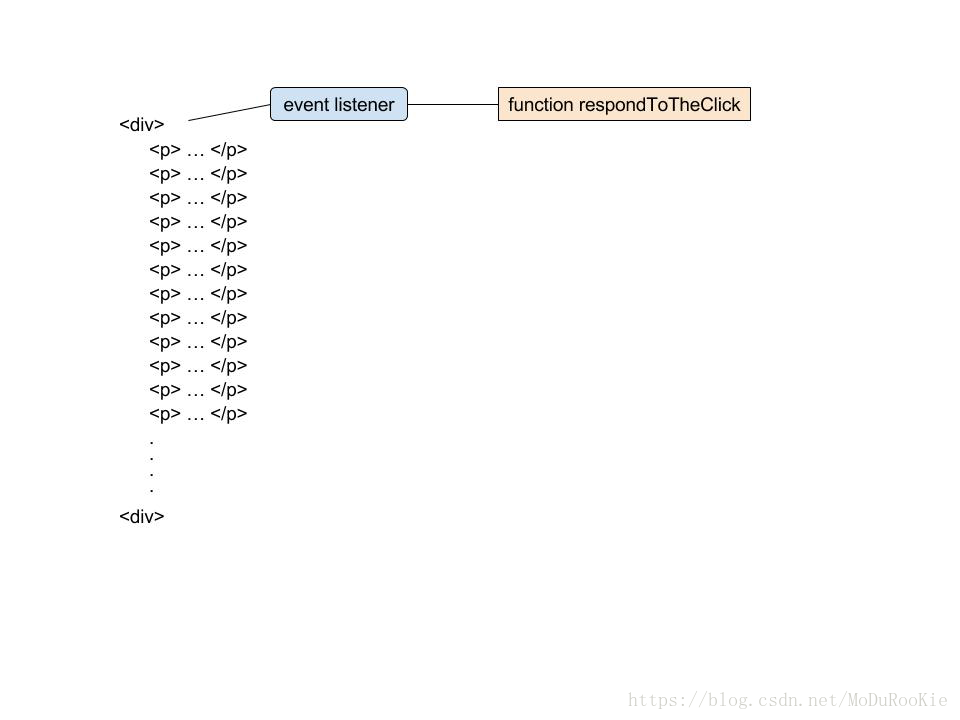 event listener
function respondToTheClick
<div>
<p> … </p>
<p> … </p>
<p> … </p>
<p> … </p>
<p> … </p>
<p> … </p>
<p> … </p>
<p> … </p>
<p> … </p>
<p> … </p>
<p> … </p>
<p> … </p>
.
.
.
.
<div>
https://blog.csdn.net/MoDuRooKie